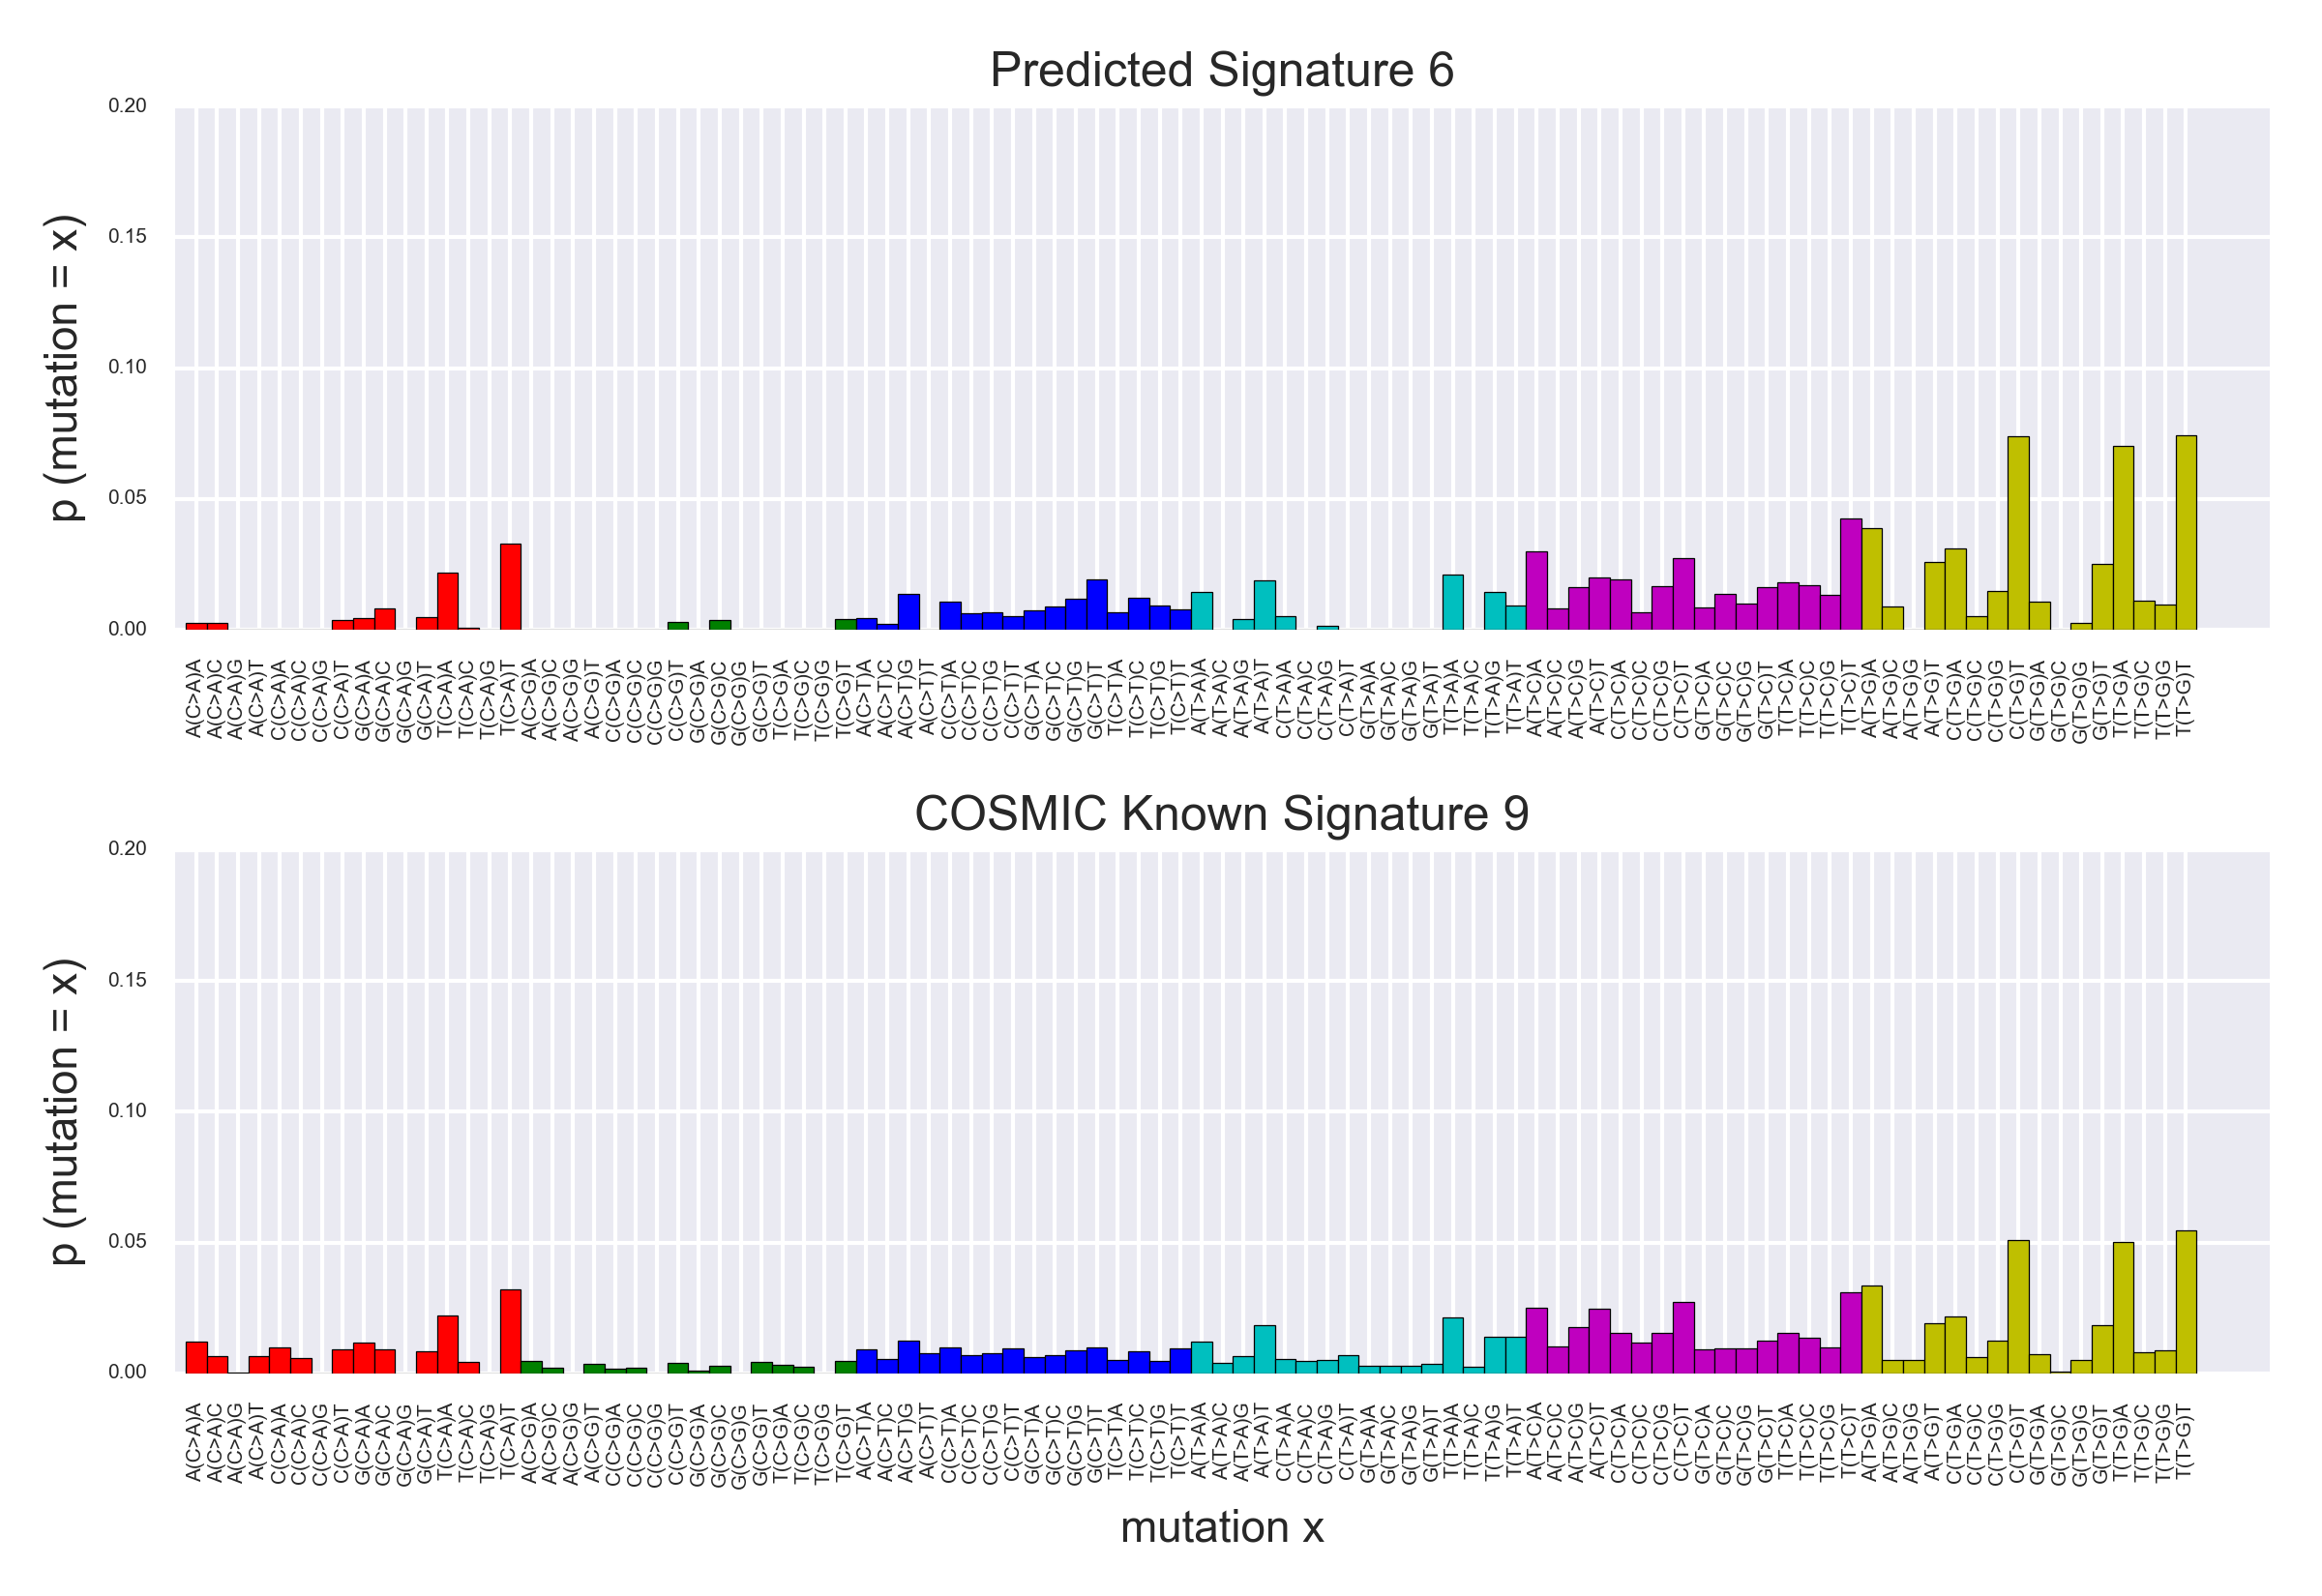 Predicted Signature 6
p (mutation = x)
0.20
0.15
0.10
0.05
0.00
A(C>A)A A(C>A)C A(C>A)G A(C>A)T C(C>A)A C(C>A)C C(C>A)G C(C>A)T G(C>A)A G(C>A)C G(C>A)G G(C>A)T T(C>A)A T(C>A)C T(C>A)G T(C>A)T A(C>G)A A(C>G)C A(C>G)G A(C>G)T C(C>G)A C(C>G)C C(C>G)G C(C>G)T G(C>G)A G(C>G)C G(C>G)G G(C>G)T T(C>G)A T(C>G)C T(C>G)G T(C>G)T A(C>T)A A(C>T)C A(C>T)G A(C>T)T C(C>T)A C(C>T)C C(C>T)G C(C>T)T G(C>T)A G(C>T)C G(C>T)G G(C>T)T T(C>T)A T(C>T)C T(C>T)G T(C>T)T A(T>A)A A(T>A)C A(T>A)G A(T>A)T C(T>A)A C(T>A)C C(T>A)G C(T>A)T G(T>A)A G(T>A)C G(T>A)G G(T>A)T T(T>A)A T(T>A)C T(T>A)G T(T>A)T A(T>C)A A(T>C)C A(T>C)G A(T>C)T C(T>C)A C(T>C)C C(T>C)G C(T>C)T G(T>C)A G(T>C)C G(T>C)G G(T>C)T T(T>C)A T(T>C)C T(T>C)G T(T>C)T A(T>G)A A(T>G)C A(T>G)G A(T>G)T C(T>G)A C(T>G)C C(T>G)G C(T>G)T G(T>G)A G(T>G)C G(T>G)G G(T>G)T T(T>G)A T(T>G)C T(T>G)G T(T>G)T
COSMIC Known Signature 9
p (mutation = x)
0.20
0.15
0.10
0.05
0.00
A(C>A)A A(C>A)C A(C>A)G A(C>A)T C(C>A)A C(C>A)C C(C>A)G C(C>A)T G(C>A)A G(C>A)C G(C>A)G G(C>A)T T(C>A)A T(C>A)C T(C>A)G T(C>A)T A(C>G)A A(C>G)C A(C>G)G A(C>G)T C(C>G)A C(C>G)C C(C>G)G C(C>G)T G(C>G)A G(C>G)C G(C>G)G G(C>G)T T(C>G)A T(C>G)C T(C>G)G T(C>G)T A(C>T)A A(C>T)C A(C>T)G A(C>T)T C(C>T)A C(C>T)C C(C>T)G C(C>T)T G(C>T)A G(C>T)C G(C>T)G G(C>T)T T(C>T)A T(C>T)C T(C>T)G T(C>T)T A(T>A)A A(T>A)C A(T>A)G A(T>A)T C(T>A)A C(T>A)C C(T>A)G C(T>A)T G(T>A)A G(T>A)C G(T>A)G G(T>A)T T(T>A)A T(T>A)C T(T>A)G T(T>A)T A(T>C)A A(T>C)C A(T>C)G A(T>C)T C(T>C)A C(T>C)C C(T>C)G C(T>C)T G(T>C)A G(T>C)C G(T>C)G G(T>C)T T(T>C)A T(T>C)C T(T>C)G T(T>C)T A(T>G)A A(T>G)C A(T>G)G A(T>G)T C(T>G)A C(T>G)C C(T>G)G C(T>G)T G(T>G)A G(T>G)C G(T>G)G G(T>G)T T(T>G)A T(T>G)C T(T>G)G T(T>G)T
mutation x